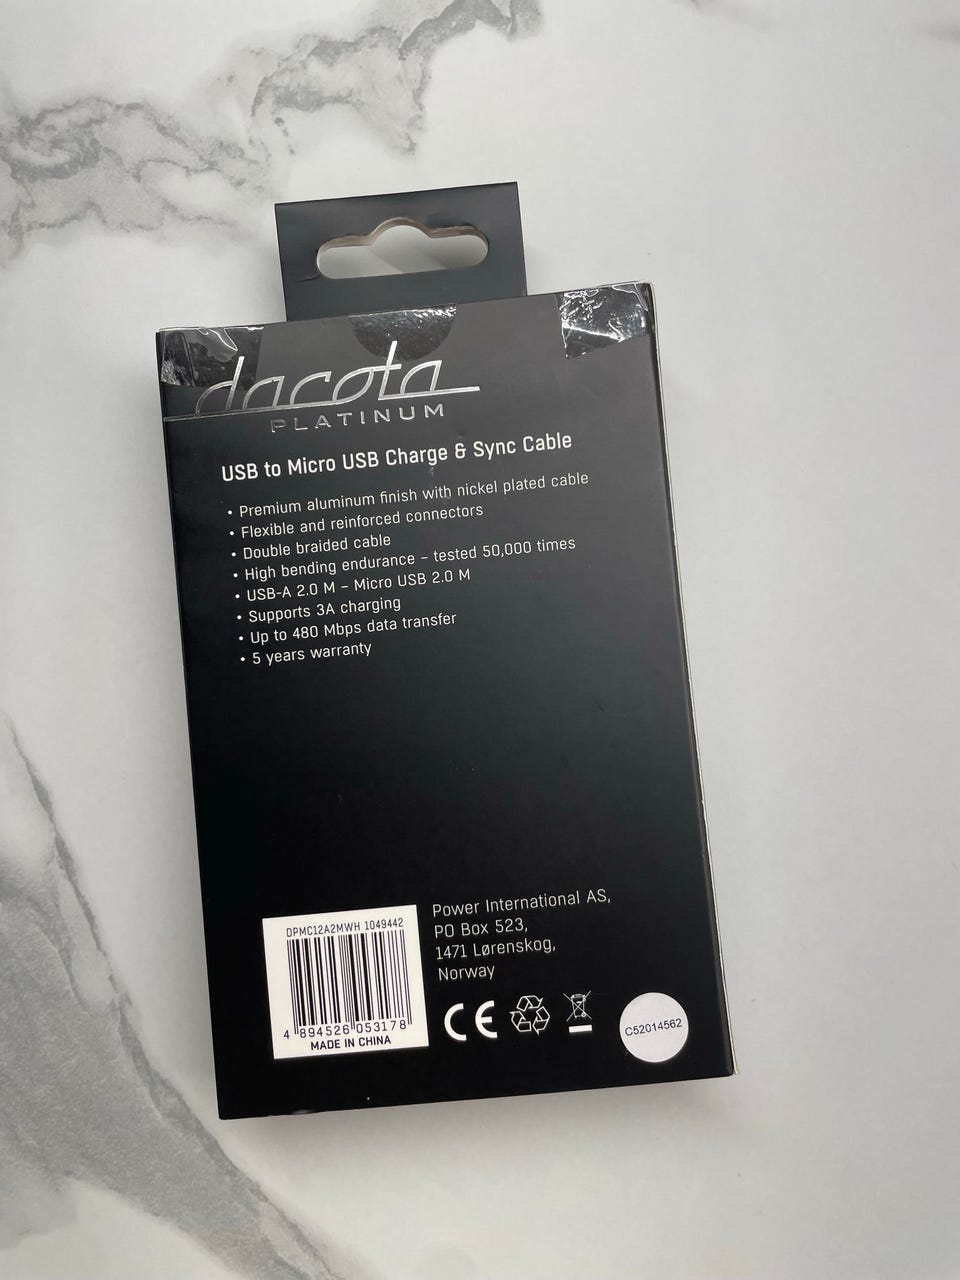 dacota
PLATINUM
USB to Micro USB Charge & Sync Cable
• Premium aluminum finish with nickel plated cable
• Flexible and reinforced connectors
• Double braided cable
• High bending endurance – tested 50,000 times
• USB-A 2.0 M – Micro USB 2.0 M
• Supports 3A charging
• Up to 480 Mbps data transfer
• 5 years warranty
Power International AS,
PO Box 523,
1471 Lørenskog,
Norway
DPMC12A2MWH 1049442
4 894526 053178
MADE IN CHINA
CE
C52014562